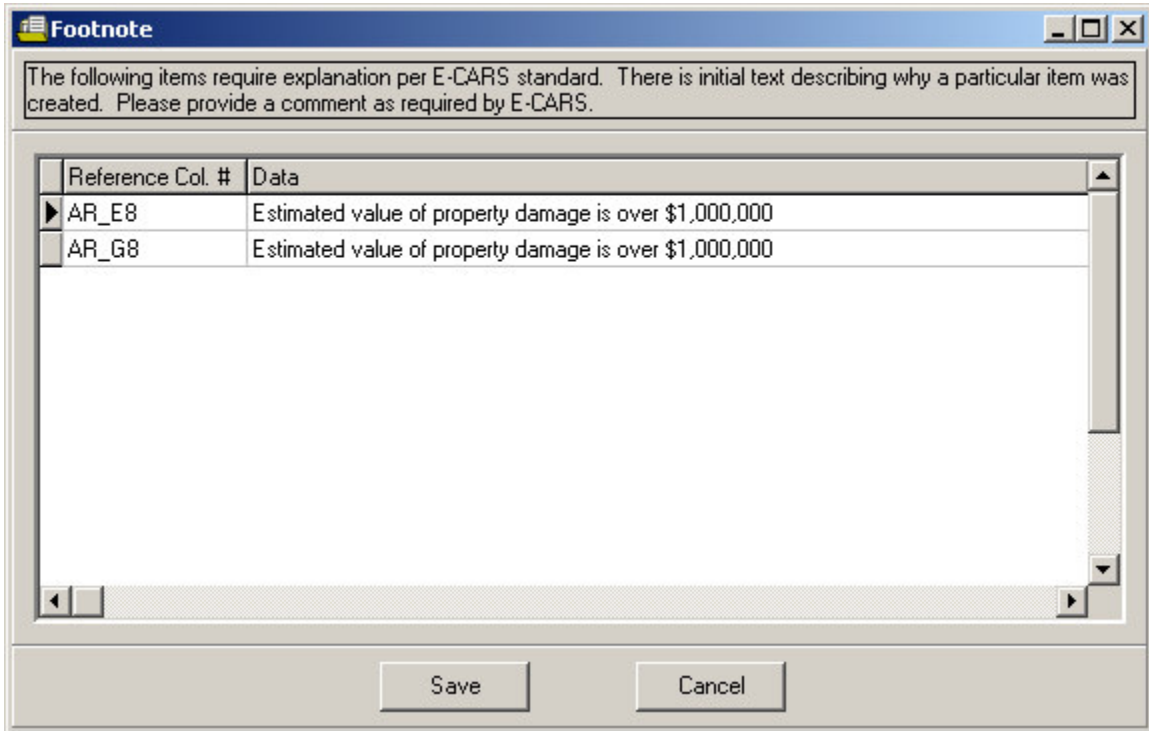 Footnote
The following items require explanation per E-CARS standard.  There is initial text describing why a particular item was
created.  Please provide a comment as required by E-CARS.
Reference Col. # Data
AR_E8 Estimated value of property damage is over $1,000,000
AR_G8 Estimated value of property damage is over $1,000,000
Save Cancel